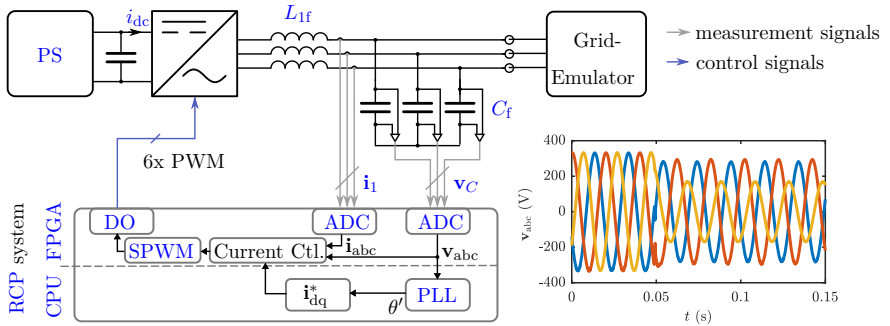 PS
i_dc
L_1f
Grid-
Emulator
measurement signals
control signals
C_f
6x PWM
i_1
v_C
RCP system
FPGA
CPU
DO
ADC
ADC
SPWM
Current Ctl.
i_abc
v_abc
i*_dq
θ′
PLL
v_abc (V)
400
200
0
-200
-400
0
0.05
0.1
0.15
t (s)